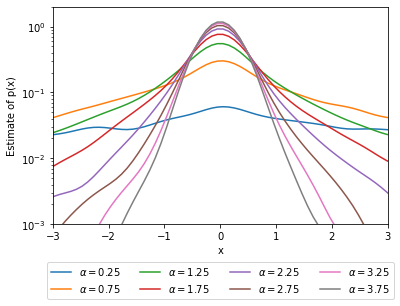 Estimate of p(x)
10⁰
10⁻¹
10⁻²
10⁻³
−3 −2 −1 0 1 2 3
x
α = 0.25 α = 1.25 α = 2.25 α = 3.25
α = 0.75 α = 1.75 α = 2.75 α = 3.75